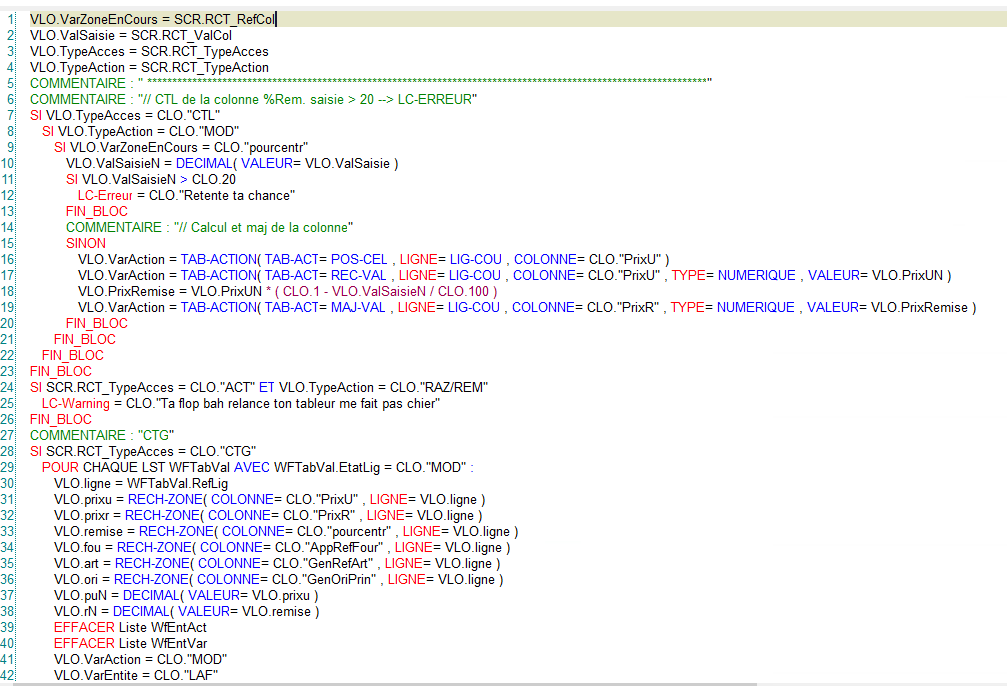 1 VLO.VarZoneEnCours = SCR.RCT_RefCol
2 VLO.ValSaisie = SCR.RCT_ValCol
3 VLO.TypeAcces = SCR.RCT_TypeAcces
4 VLO.TypeAction = SCR.RCT_TypeAction
5 COMMENTAIRE : " ****************************************************************************************************************"
6 COMMENTAIRE : "// CTL de la colonne %Rem. saisie > 20 --> LC-ERREUR"
7 SI VLO.TypeAcces = CLO."CTL"
8 SI VLO.TypeAction = CLO."MOD"
9 SI VLO.VarZoneEnCours = CLO."pourcentr"
10 VLO.ValSaisieN = DECIMAL( VALEUR= VLO.ValSaisie )
11 SI VLO.ValSaisieN > CLO.20
12 LC-Erreur = CLO."Retente ta chance"
13 FIN_BLOC
14 COMMENTAIRE : "// Calcul et maj de la colonne"
15 SINON
16 VLO.VarAction = TAB-ACTION( TAB-ACT= POS-CEL , LIGNE= LIG-COU , COLONNE= CLO."PrixU" )
17 VLO.VarAction = TAB-ACTION( TAB-ACT= REC-VAL , LIGNE= LIG-COU , COLONNE= CLO."PrixU" , TYPE= NUMERIQUE , VALEUR= VLO.PrixUN )
18 VLO.PrixRemise = VLO.PrixUN * ( CLO.1 - VLO.ValSaisieN / CLO.100 )
19 VLO.VarAction = TAB-ACTION( TAB-ACT= MAJ-VAL , LIGNE= LIG-COU , COLONNE= CLO."PrixR" , TYPE= NUMERIQUE , VALEUR= VLO.PrixRemise )
20 FIN_BLOC
21 FIN_BLOC
22 FIN_BLOC
23 FIN_BLOC
24 SI SCR.RCT_TypeAcces = CLO."ACT" ET VLO.TypeAction = CLO."RAZ/REM"
25 LC-Warning = CLO."Ta flop bah relance ton tableur me fait pas chier"
26 FIN_BLOC
27 COMMENTAIRE : "CTG"
28 SI SCR.RCT_TypeAcces = CLO."CTG"
29 POUR CHAQUE LST WFTabVal AVEC WFTabVal.EtatLig = CLO."MOD" :
30 VLO.ligne = WFTabVal.RefLig
31 VLO.prixu = RECH-ZONE( COLONNE= CLO."PrixU" , LIGNE= VLO.ligne )
32 VLO.prixr = RECH-ZONE( COLONNE= CLO."PrixR" , LIGNE= VLO.ligne )
33 VLO.remise = RECH-ZONE( COLONNE= CLO."pourcentr" , LIGNE= VLO.ligne )
34 VLO.fou = RECH-ZONE( COLONNE= CLO."AppRefFour" , LIGNE= VLO.ligne )
35 VLO.art = RECH-ZONE( COLONNE= CLO."GenRefArt" , LIGNE= VLO.ligne )
36 VLO.ori = RECH-ZONE( COLONNE= CLO."GenOriPrin" , LIGNE= VLO.ligne )
37 VLO.puN = DECIMAL( VALEUR= VLO.prixu )
38 VLO.rN = DECIMAL( VALEUR= VLO.remise )
39 EFFACER Liste WfEntAct
40 EFFACER Liste WfEntVar
41 VLO.VarAction = CLO."MOD"
42 VLO.VarEntite = CLO."LAF"